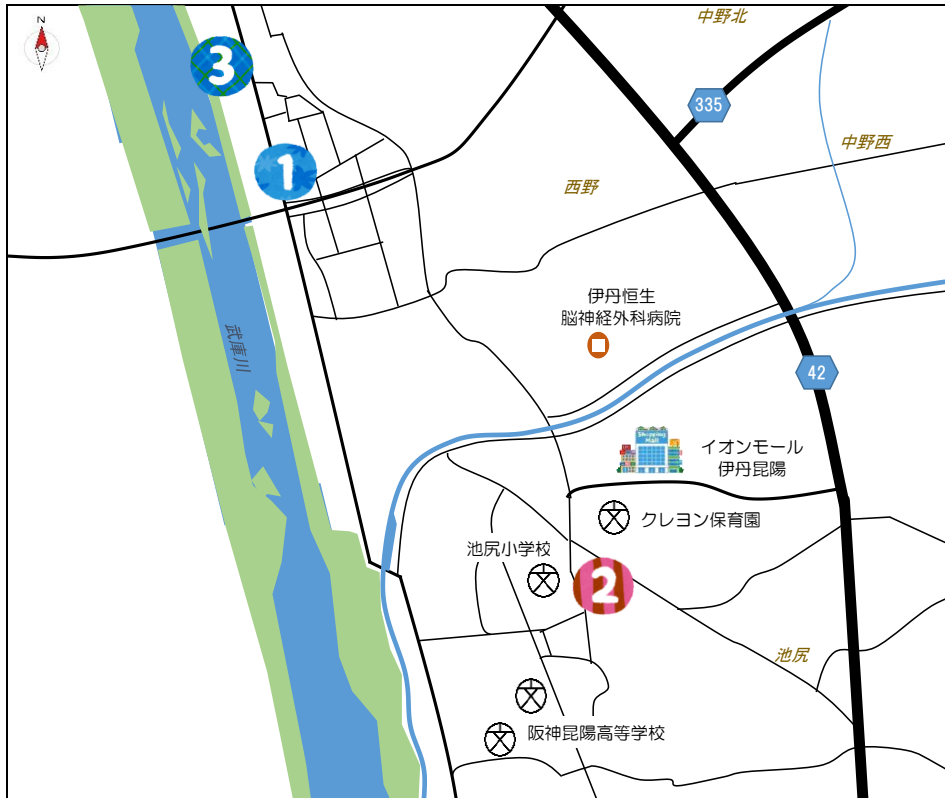 中野北
N
3
335
中野西
1
西野
伊丹恒生
脳神経外科病院
武庫川
42
Shopping
Mall
イオンモール
伊丹昆陽
クレヨン保育園
池尻小学校
2
池尻
阪神昆陽高等学校